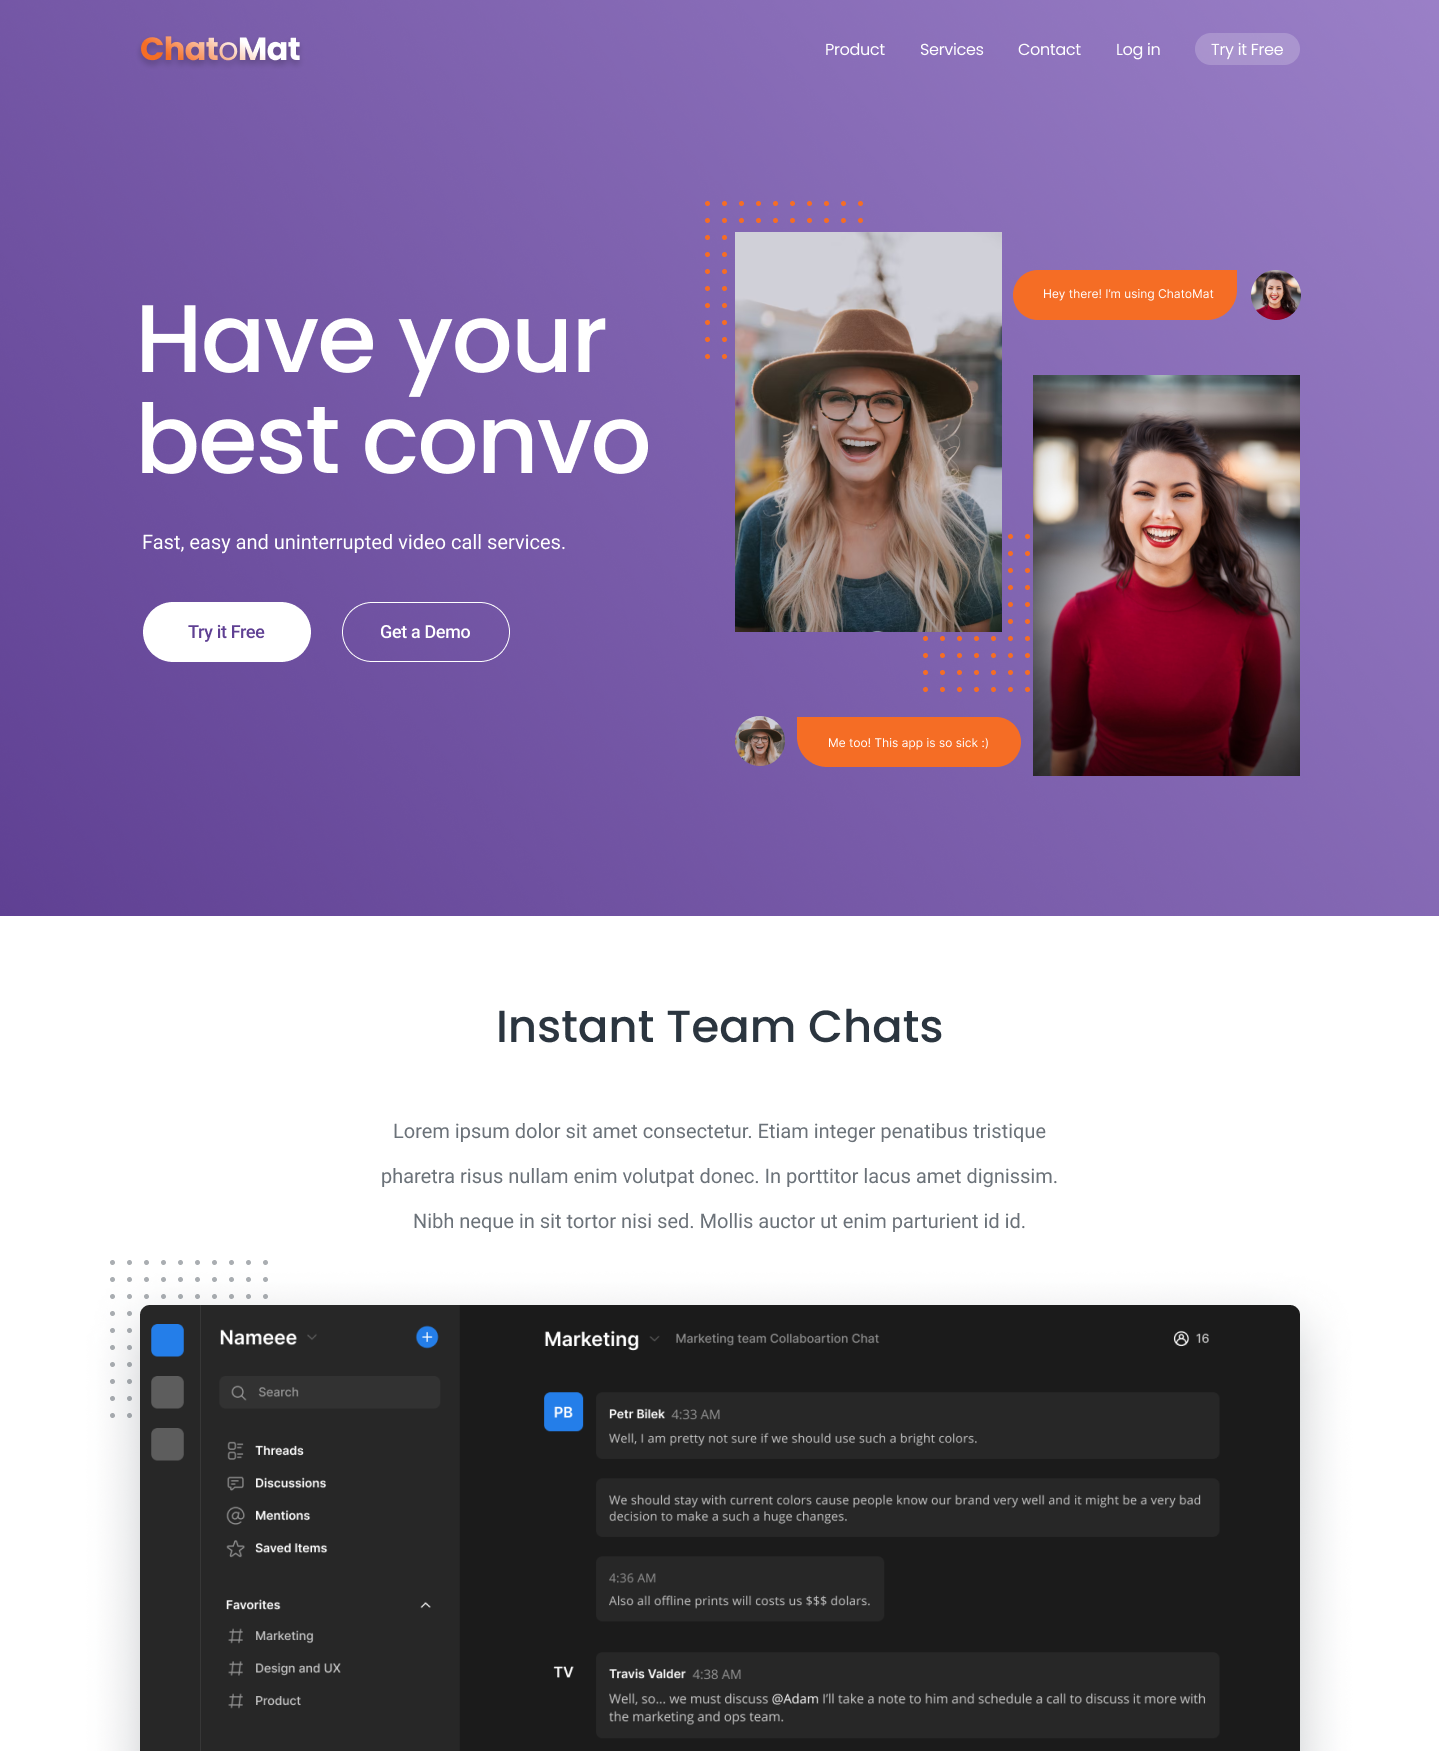 ChatoMat
Product Services Contact Log in Try it Free
Hey there! I'm using ChatoMat
Have your
best convo
Fast, easy and uninterrupted video call services.
Try it Free Get a Demo
Me too! This app is so sick :)
Instant Team Chats
Lorem ipsum dolor sit amet consectetur. Etiam integer penatibus tristique
pharetra risus nullam enim volutpat donec. In porttitor lacus amet dignissim.
Nibh neque in sit tortor nisi sed. Mollis auctor ut enim parturient id id.
Nameee
Search
Threads
Discussions
Mentions
Saved Items
Favorites
Marketing
Design and UX
Product
Marketing Marketing team Collaboartion Chat 16
PB
Petr Bilek 4:33 AM
Well, I am pretty not sure if we should use such a bright colors.
We should stay with current colors cause people know our brand very well and it might be a very bad
decision to make a such a huge changes.
4:36 AM
Also all offline prints will costs us $$$ dolars.
TV
Travis Valder 4:38 AM
Well, so... we must discuss @Adam I'll take a note to him and schedule a call to discuss it more with
the marketing and ops team.